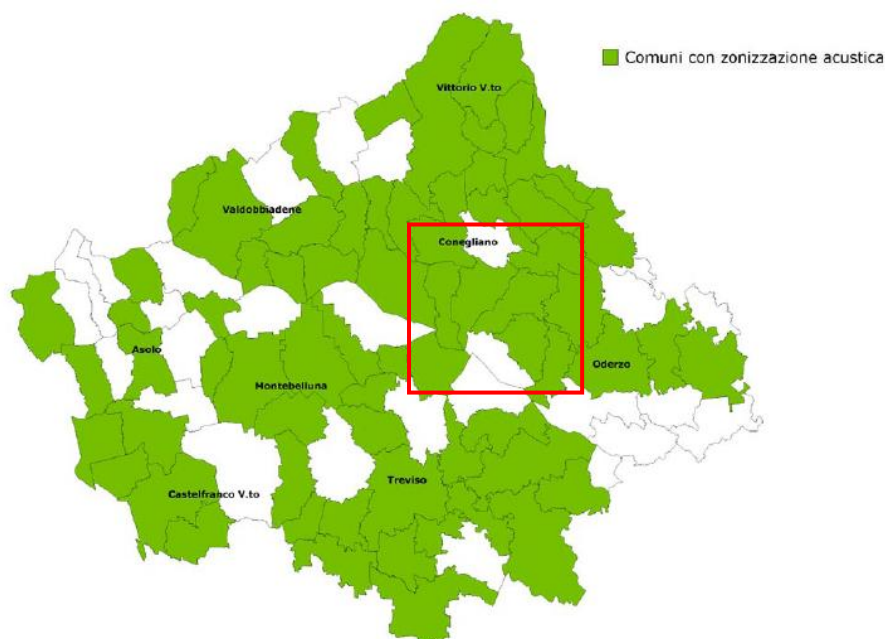 Comuni con zonizzazione acustica
Vittorio V.to
Valdobbiadene
Conegliano
Asolo
Oderzo
Montebelluna
Treviso
Castelfranco V.to